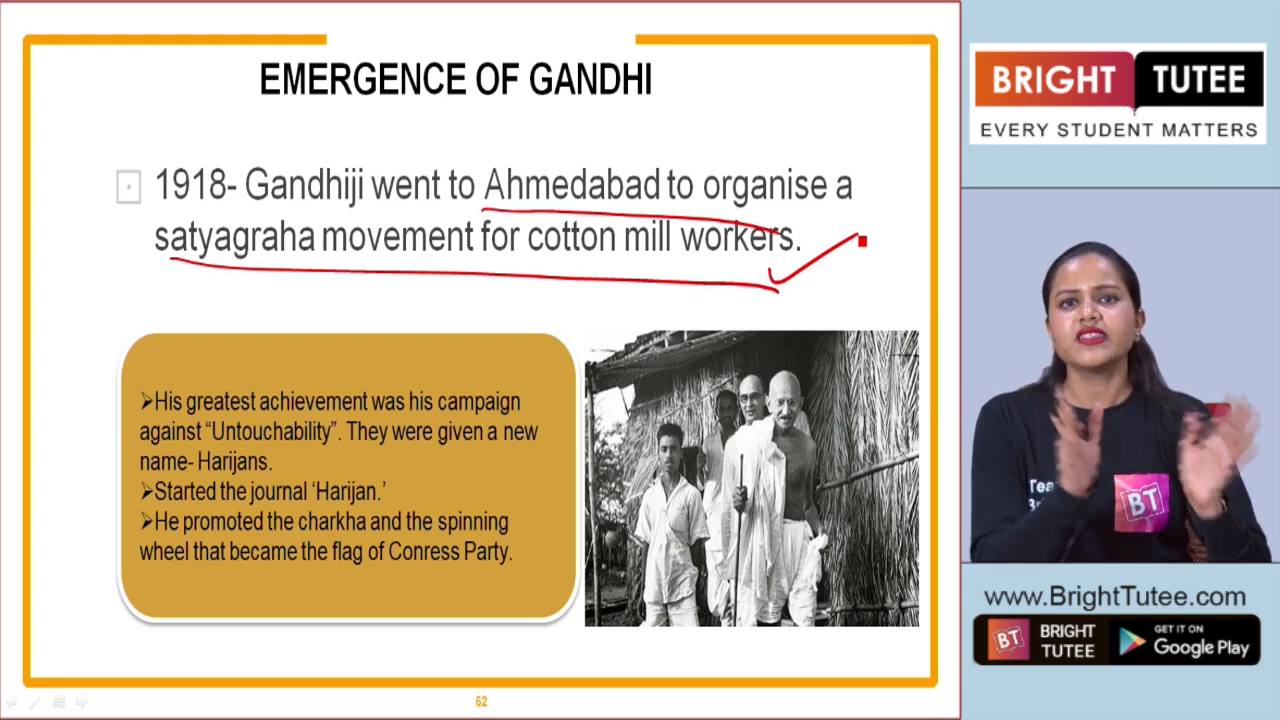 EMERGENCE OF GANDHI
1918- Gandhiji went to Ahmedabad to organise a
satyagraha movement for cotton mill workers.
➢His greatest achievement was his campaign
against “Untouchability”. They were given a new
name- Harijans.
➢Started the journal ‘Harijan.’
➢He promoted the charkha and the spinning
wheel that became the flag of Conress Party.
62
BRIGHT TUTEE
EVERY STUDENT MATTERS
Tea
BT
www.BrightTutee.com
BT
BRIGHT
TUTEE
GET IT ON
Google Play